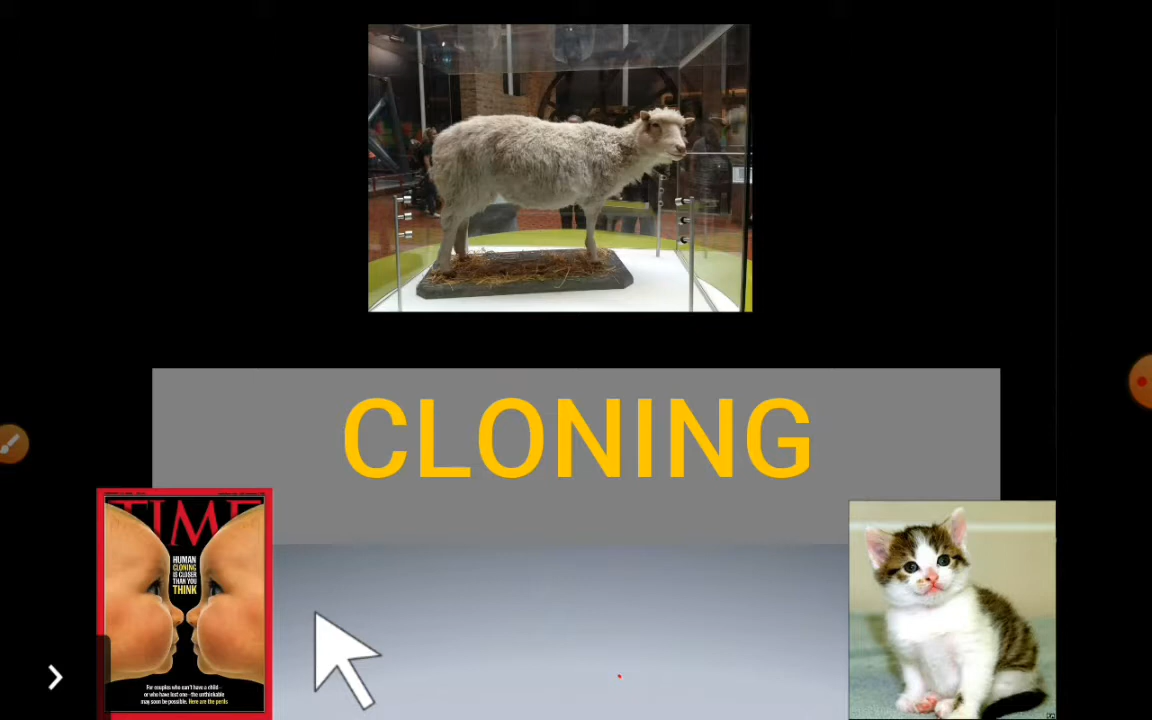 CLONING
TIME
HUMAN
CLONING
IS CLOSER
THAN YOU
THINK
For couples who can't have a child–
or who have lost one–the unthinkable
may soon be possible. Here are the perils